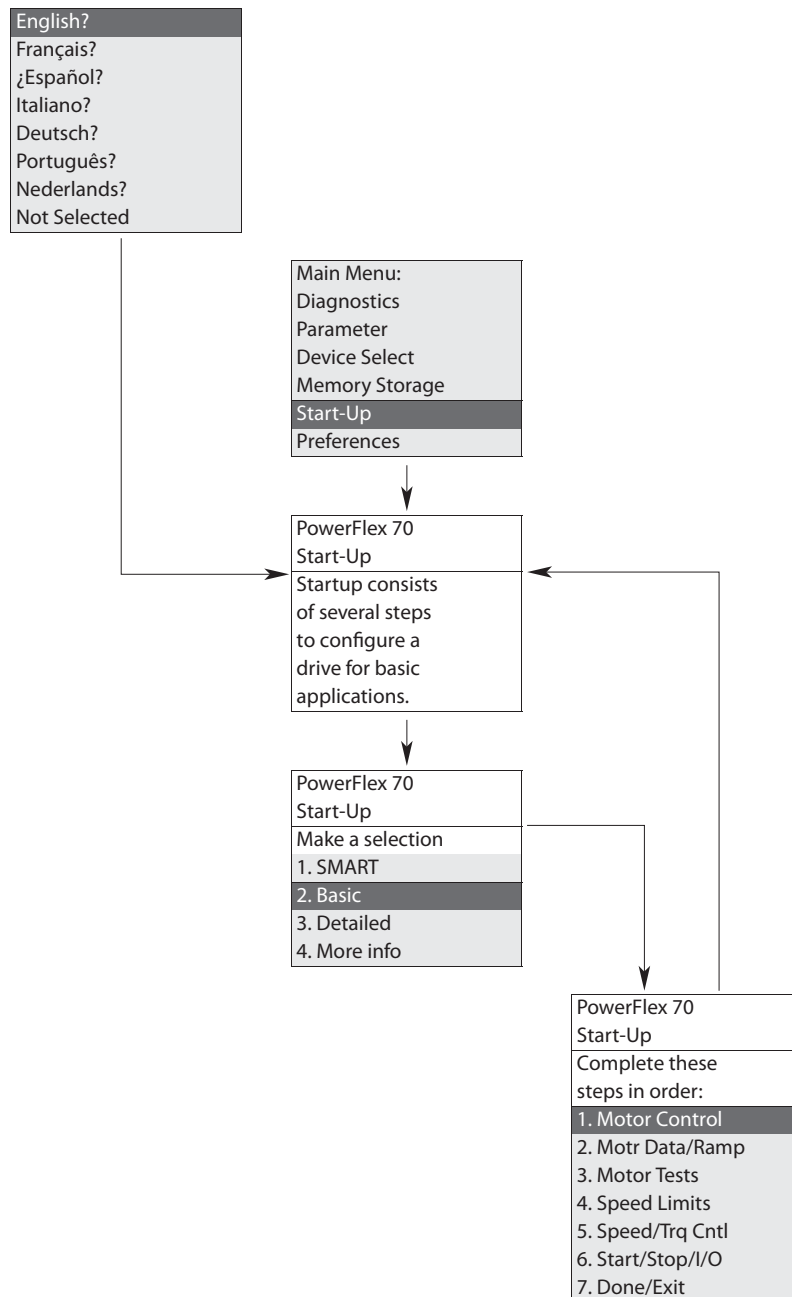 English?
Français?
¿Español?
Italiano?
Deutsch?
Português?
Nederlands?
Not Selected
Main Menu:
Diagnostics
Parameter
Device Select
Memory Storage
Start-Up
Preferences
PowerFlex 70
Start-Up
Startup consists
of several steps
to configure a
drive for basic
applications.
PowerFlex 70
Start-Up
Make a selection
1. SMART
2. Basic
3. Detailed
4. More info
PowerFlex 70
Start-Up
Complete these
steps in order:
1. Motor Control
2. Motr Data/Ramp
3. Motor Tests
4. Speed Limits
5. Speed/Trq Cntl
6. Start/Stop/I/O
7. Done/Exit